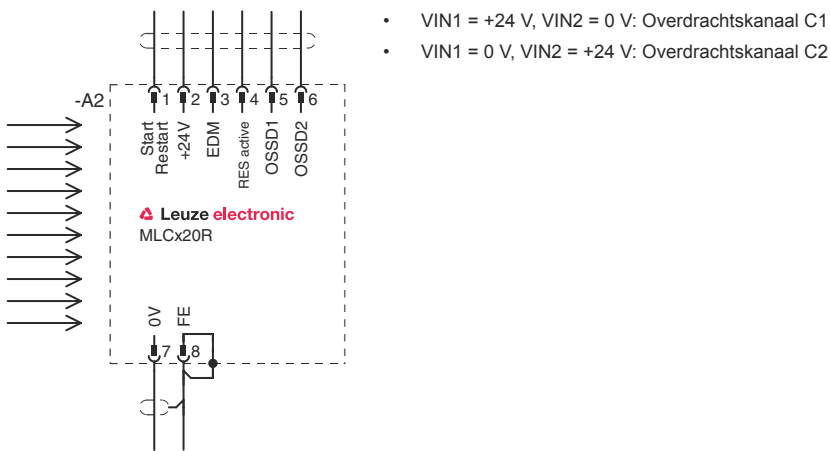 • VIN1 = +24 V, VIN2 = 0 V: Overdrachtskanaal C1
• VIN1 = 0 V, VIN2 = +24 V: Overdrachtskanaal C2
-A2
1 2 3 4 5 6
Start
Restart
+24V
EDM
RES active
OSSD1
OSSD2
Leuze electronic
MLCx20R
0V
FE
7 8